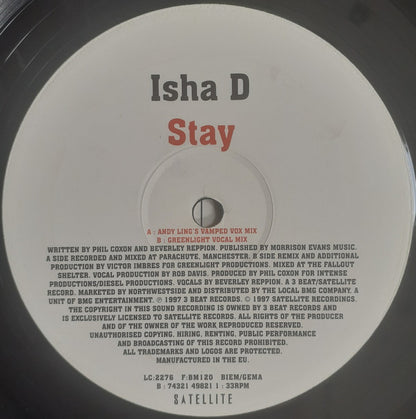 Isha D
Stay
A : ANDY LING'S VAMPED VOX MIX
B : GREENLIGHT VOCAL MIX
WRITTEN BY PHIL COXON AND BEVERLEY REPPION. PUBLISHED BY MORRISON EVANS MUSIC.
A SIDE RECORDED AND MIXED AT PARACHUTE, MANCHESTER. B SIDE REMIX AND ADDITIONAL
PRODUCTION BY VICTOR IMBRES FOR GREENLIGHT PRODUCTIONS. MIXED AT THE FALLOUT
SHELTER. VOCAL PRODUCTION BY ROB DAVIS. PRODUCED BY PHIL COXON FOR INTENSE
PRODUCTIONS/DIESEL PRODUCTIONS. VOCALS BY BEVERLEY REPPION. A 3 BEAT/SATELLITE
RECORD. MARKETED BY NORTHWESTSIDE AND DISTRIBUTED BY THE LOCAL BMG COMPANY. A
UNIT OF BMG ENTERTAINMENT. ℗ 1997 3 BEAT RECORDS. © 1997 SATELLITE RECORDINGS.
THE COPYRIGHT IN THIS SOUND RECORDING IS OWNED BY 3 BEAT RECORDS AND
IS EXCLUSIVELY LICENSED TO SATELLITE RECORDS. ALL RIGHTS OF THE PRODUCER
AND OF THE OWNER OF THE WORK REPRODUCED RESERVED.
UNAUTHORISED COPYING, HIRING, RENTING, PUBLIC PERFORMANCE
AND BROADCASTING OF THIS RECORD PROHIBITED.
ALL TRADEMARKS AND LOGOS ARE PROTECTED.
MANUFACTURED IN THE EU.
LC:2276 F:BM120 BIEM/GEMA
B : 74321 49821 1 : 33RPM
SATELLITE